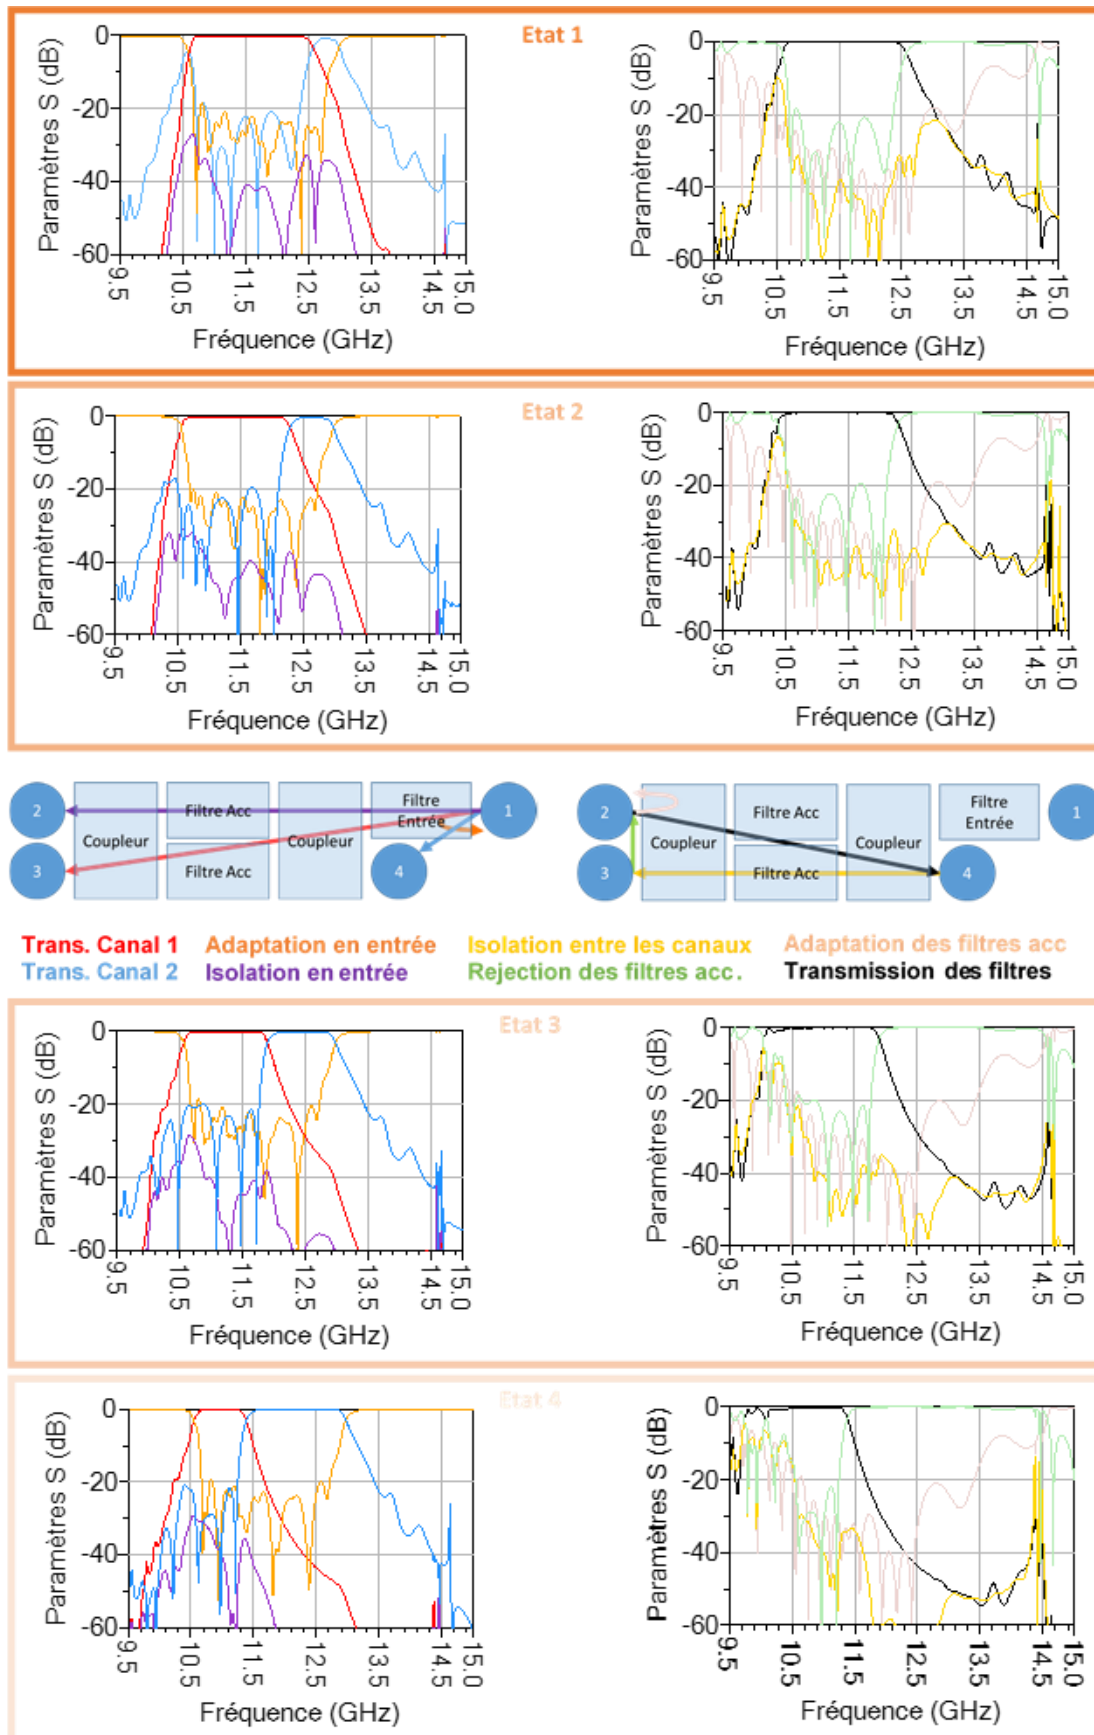 Etat 1
Paramètres S (dB)
0
-20
-40
-60
9.5
10.5
11.5
12.5
13.5
14.5
15.0
Fréquence (GHz)
Paramètres S (dB)
0
-20
-40
-60
9.5
10.5
11.5
12.5
13.5
14.5
15.0
Fréquence (GHz)
Etat 2
Paramètres S (dB)
0
-20
-40
-60
9.5
10.5
11.5
12.5
13.5
14.5
15.0
Fréquence (GHz)
Paramètres S (dB)
0
-20
-40
-60
9.5
10.5
11.5
12.5
13.5
14.5
15.0
Fréquence (GHz)
2
3
Coupleur
Filtre Acc
Filtre Acc
Coupleur
Filtre
Entrée
1
4
2
3
Coupleur
Filtre Acc
Filtre Acc
Coupleur
Filtre
Entrée
1
4
Trans. Canal 1 Adaptation en entrée Isolation entre les canaux Adaptation des filtres acc
Trans. Canal 2 Isolation en entrée Rejection des filtres acc. Transmission des filtres
Etat 3
Paramètres S (dB)
0
-20
-40
-60
9.5
10.5
11.5
12.5
13.5
14.5
15.0
Fréquence (GHz)
Paramètres S (dB)
0
-20
-40
-60
9.5
10.5
11.5
12.5
13.5
14.5
15.0
Fréquence (GHz)
Etat 4
Paramètres S (dB)
0
-20
-40
-60
9.5
10.5
11.5
12.5
13.5
14.5
15.0
Fréquence (GHz)
Paramètres S (dB)
0
-20
-40
-60
9.5
10.5
11.5
12.5
13.5
14.5
15.0
Fréquence (GHz)